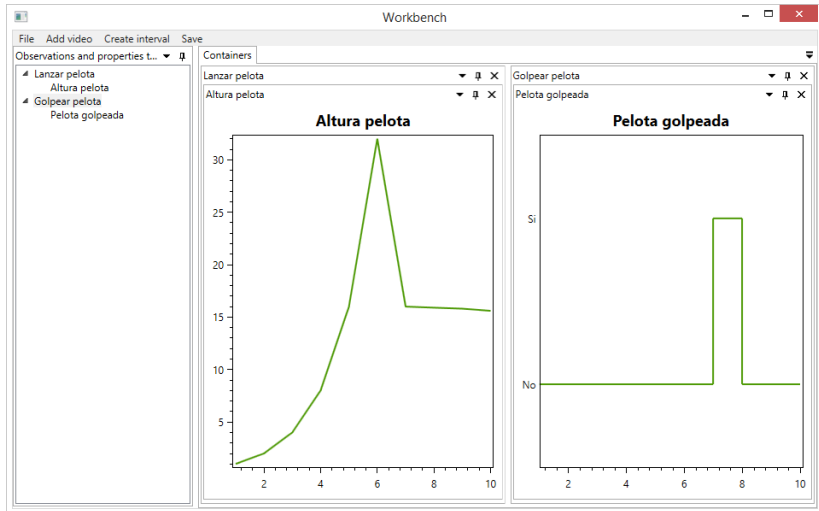 Workbench
File Add video Create interval Save
Observations and properties t...
Lanzar pelota
Altura pelota
Golpear pelota
Pelota golpeada
Containers
Lanzar pelota
Altura pelota
Altura pelota
30
25
20
15
10
5
2 4 6 8 10
Golpear pelota
Pelota golpeada
Pelota golpeada
Si
No
2 4 6 8 10